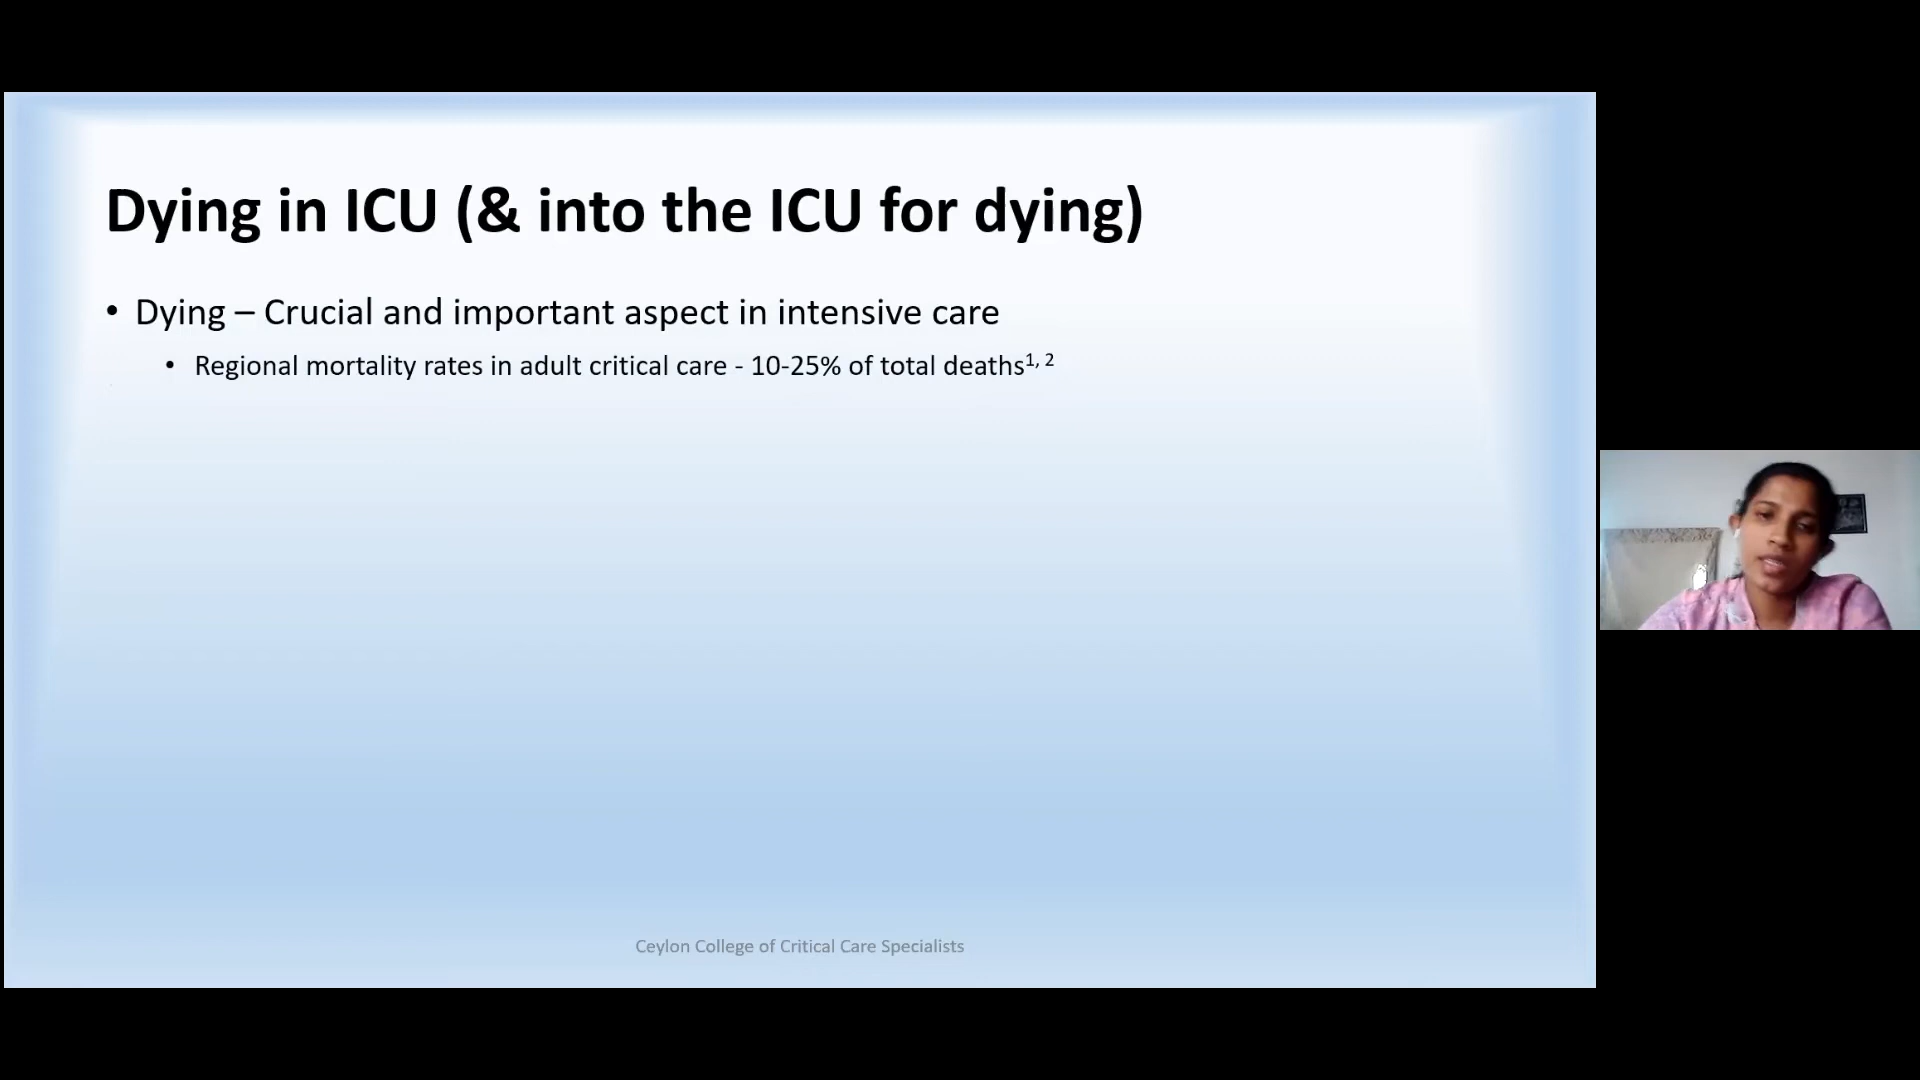 Dying in ICU (& into the ICU for dying)
• Dying – Crucial and important aspect in intensive care
• Regional mortality rates in adult critical care - 10-25% of total deaths1, 2
Ceylon College of Critical Care Specialists